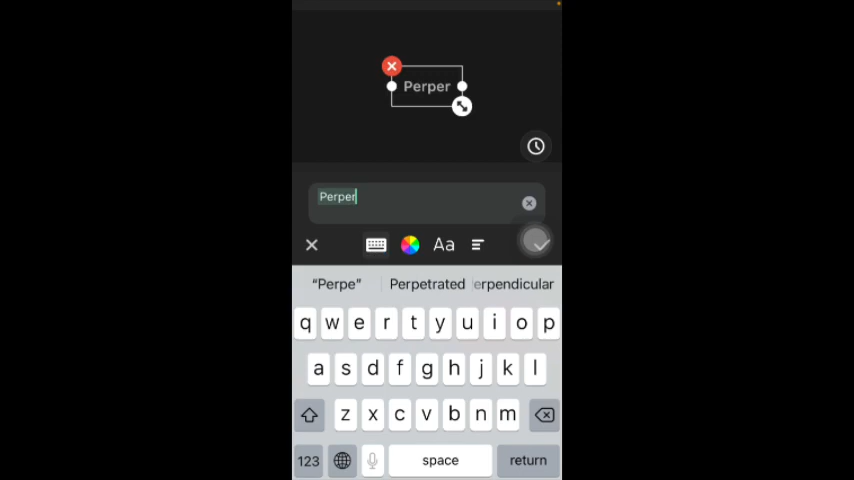 Perper
Perper
Aa
“Perpe” Perpetrated erpendicular
q w e r t y u i o p
a s d f g h j k l
z x c v b n m
123 space return